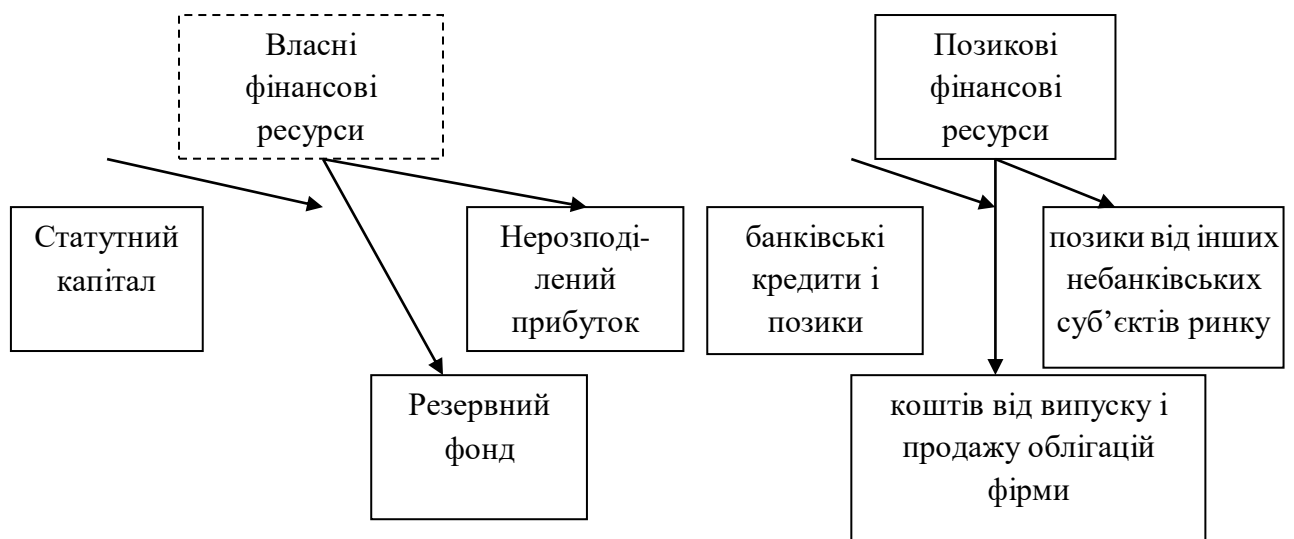 Власні
фінансові
ресурси
Позикові
фінансові
ресурси
Статутний
капітал
Нерозподі-
лений
прибуток
банківські
кредити і
позики
позики від інших
небанківських
суб’єктів ринку
Резервний
фонд
коштів від випуску і
продажу облігацій
фірми